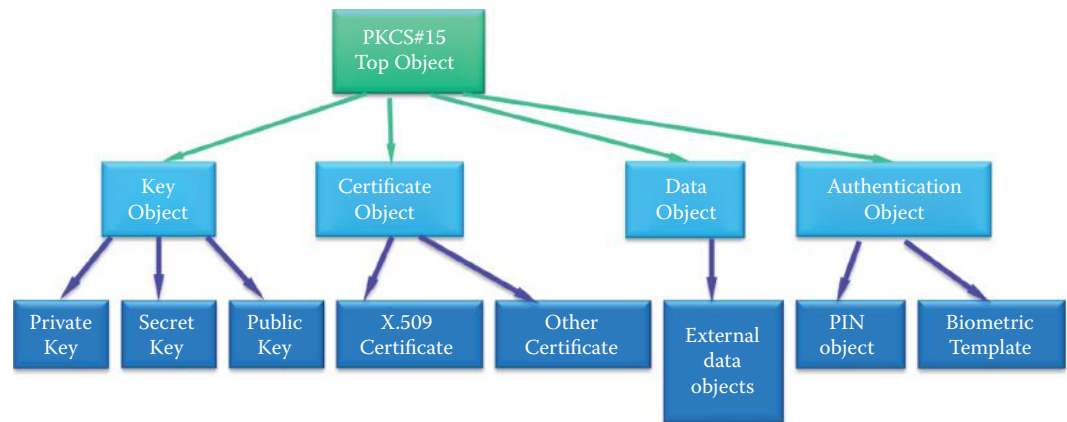 PKCS#15
Top Object
Key
Object
Certificate
Object
Data
Object
Authentication
Object
Private
Key
Secret
Key
Public
Key
X.509
Certificate
Other
Certificate
External
data
objects
PIN
object
Biometric
Template